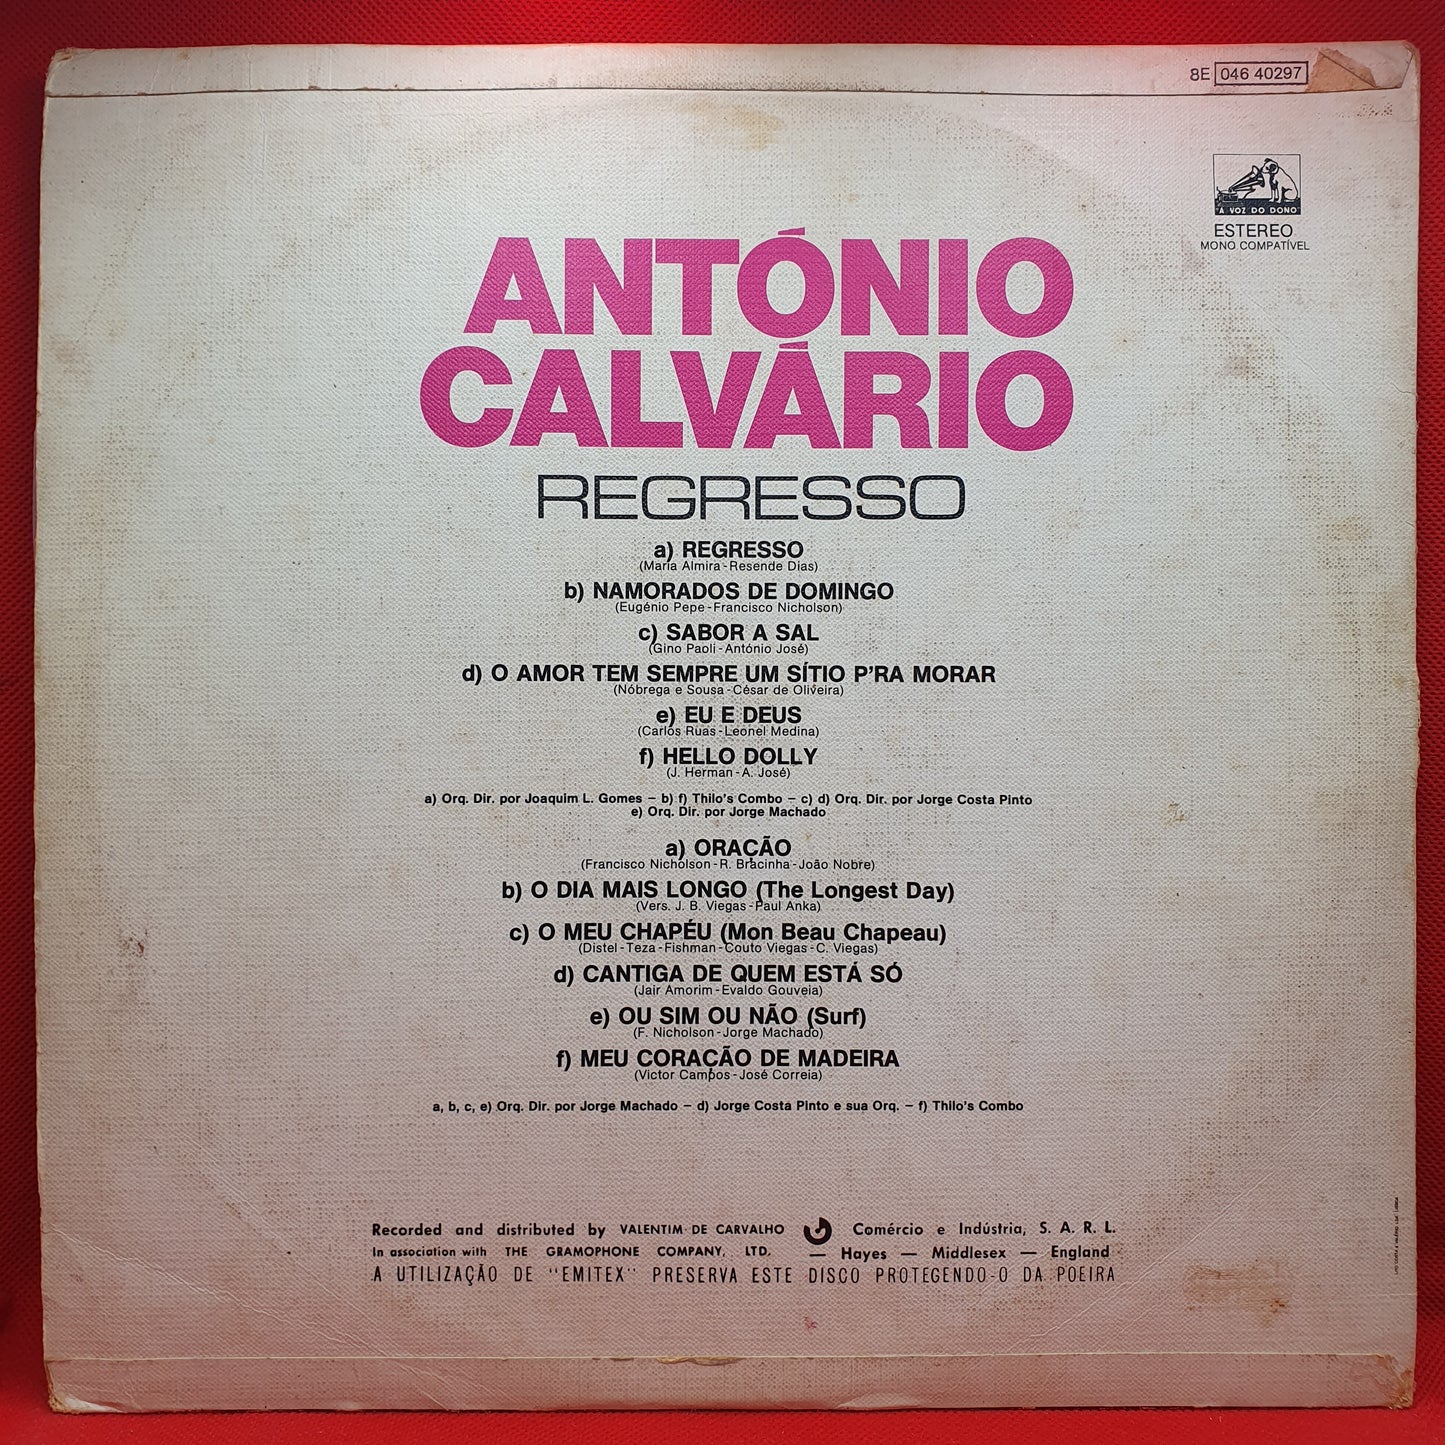 8E 046 40297
"A VOZ DO DONO"
ESTEREO
MONO COMPATÍVEL
ANTÓNIO
CALVÁRIO
REGRESSO
a) REGRESSO
(Maria Almira-Resende Dias)
b) NAMORADOS DE DOMINGO
(Eugénio Pepe-Francisco Nicholson)
c) SABOR A SAL
(Gino Paoli-António José)
d) O AMOR TEM SEMPRE UM SÍTIO P'RA MORAR
(Nóbrega e Sousa-César de Oliveira)
e) EU E DEUS
(Carlos Ruas-Leonel Medina)
f) HELLO DOLLY
(J. Herman-A. José)
a) Orq. Dir. por Joaquim L. Gomes – b) f) Thilo's Combo – c) d) Orq. Dir. por Jorge Costa Pinto
e) Orq. Dir. por Jorge Machado
a) ORAÇÃO
(Francisco Nicholson-R. Bracinha-João Nobre)
b) O DIA MAIS LONGO (The Longest Day)
(Vers. J. B. Viegas-Paul Anka)
c) O MEU CHAPÉU (Mon Beau Chapeau)
(Distel-Teza-Fishman-Couto Viegas-C. Viegas)
d) CANTIGA DE QUEM ESTÁ SÓ
(Jair Amorim-Evaldo Gouveia)
e) OU SIM OU NÃO (Surf)
(F. Nicholson-Jorge Machado)
f) MEU CORAÇÃO DE MADEIRA
(Victor Campos-José Correia)
a, b, c, e) Orq. Dir. por Jorge Machado – d) Jorge Costa Pinto e sua Orq. – f) Thilo's Combo
Recorded and distributed by VALENTIM DE CARVALHO Comércio e Indústria, S. A. R. L.
In association with THE GRAMOPHONE COMPANY, LTD. — Hayes — Middlesex — England
A UTILIZAÇÃO DE "EMITEX" PRESERVA ESTE DISCO PROTEGENDO-O DA POEIRA